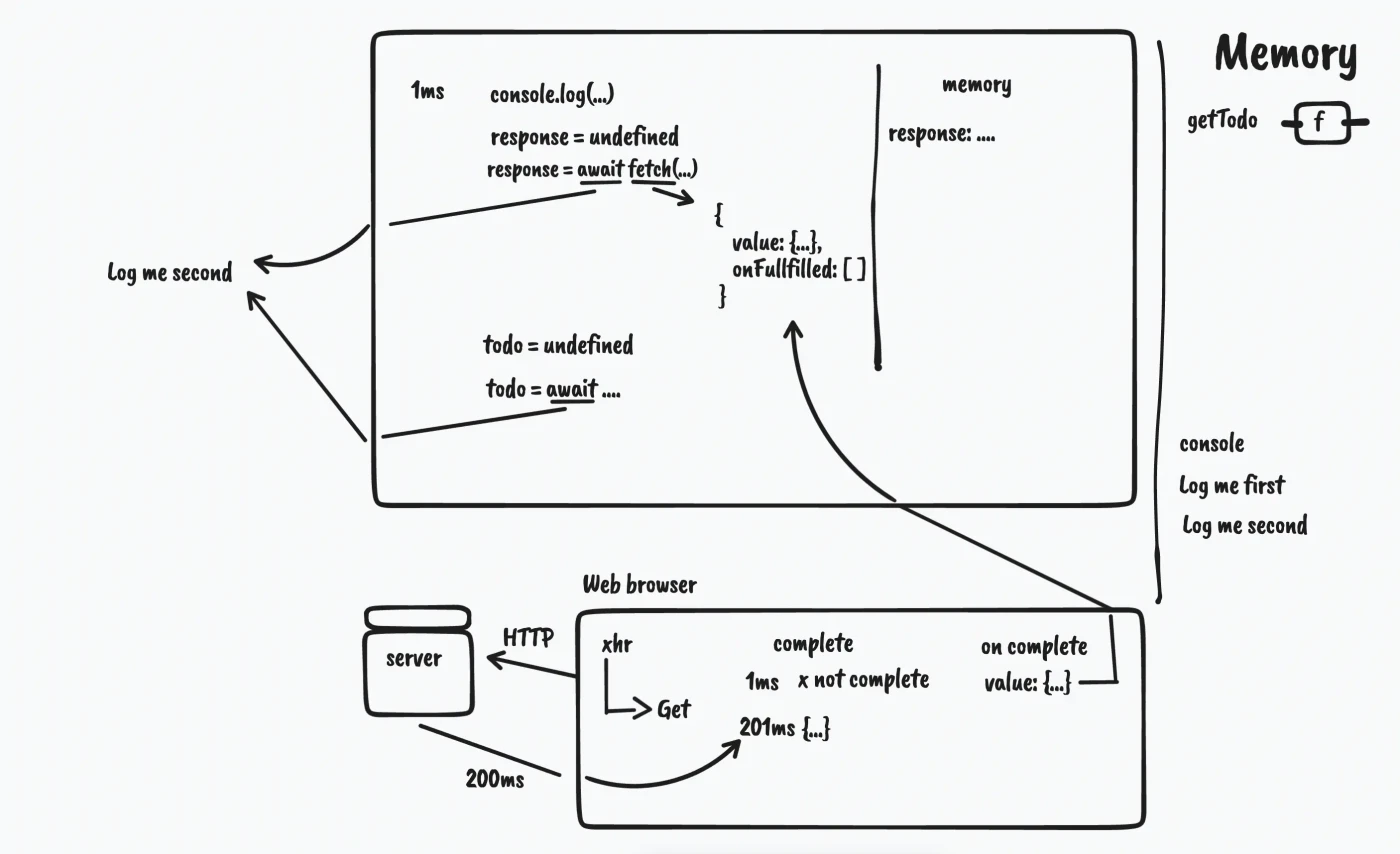 Memory
getTodo
f
1ms
console.log(...)
response = undefined
response = await fetch(...)
memory
response: ....
{
value: {...},
onFullfilled: [ ]
}
Log me second
todo = undefined
todo = await ....
console
Log me first
Log me second
Web browser
server
HTTP
200ms
xhr
Get
complete
1ms x not complete
201ms {...}
on complete
value: {...}